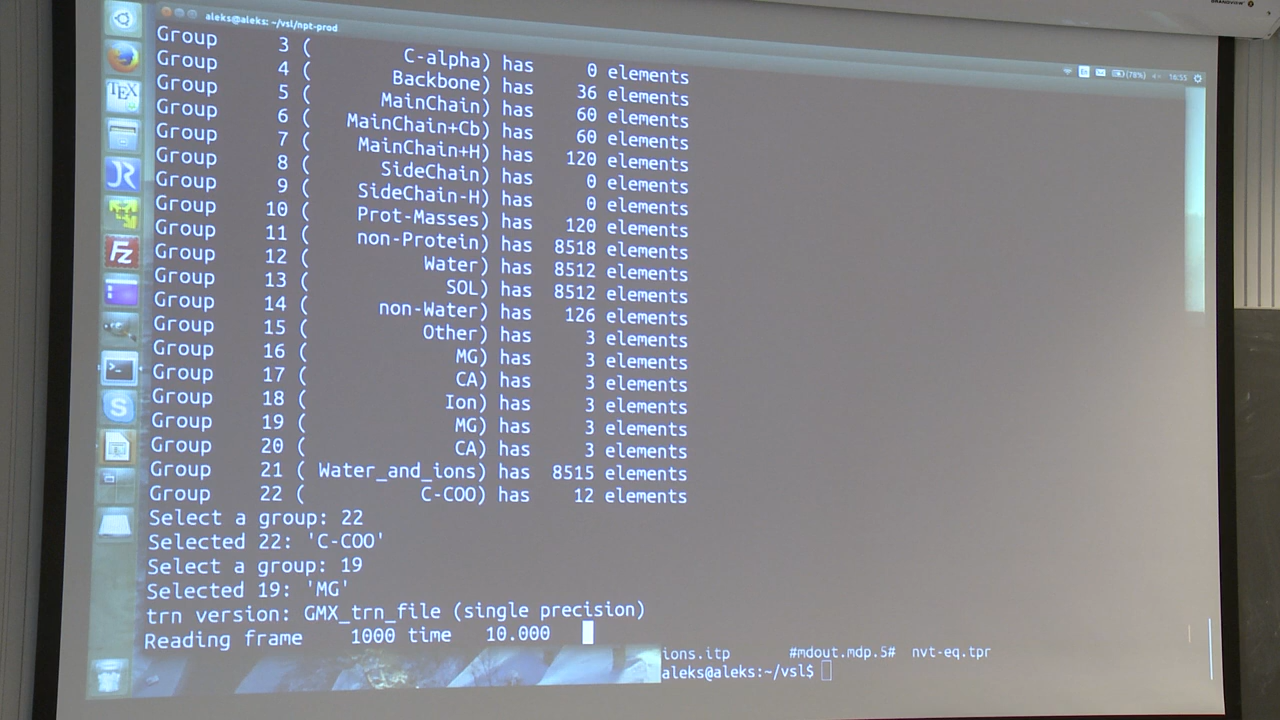 aleks@aleks: ~/vsl/npt-prod
(78%) 16:55
Group 3 ( C-alpha) has 0 elements
Group 4 ( Backbone) has 36 elements
Group 5 ( MainChain) has 60 elements
Group 6 ( MainChain+Cb) has 60 elements
Group 7 ( MainChain+H) has 120 elements
Group 8 ( SideChain) has 0 elements
Group 9 ( SideChain-H) has 0 elements
Group 10 ( Prot-Masses) has 120 elements
Group 11 ( non-Protein) has 8518 elements
Group 12 ( Water) has 8512 elements
Group 13 ( SOL) has 8512 elements
Group 14 ( non-Water) has 126 elements
Group 15 ( Other) has 3 elements
Group 16 ( MG) has 3 elements
Group 17 ( CA) has 3 elements
Group 18 ( Ion) has 3 elements
Group 19 ( MG) has 3 elements
Group 20 ( CA) has 3 elements
Group 21 ( Water_and_ions) has 8515 elements
Group 22 ( C-COO) has 12 elements
Select a group: 22
Selected 22: 'C-COO'
Select a group: 19
Selected 19: 'MG'
trn version: GMX_trn_file (single precision)
Reading frame 1000 time 10.000
ions.itp #mdout.mdp.5# nvt-eq.tpr
aleks@aleks:~/vsl$